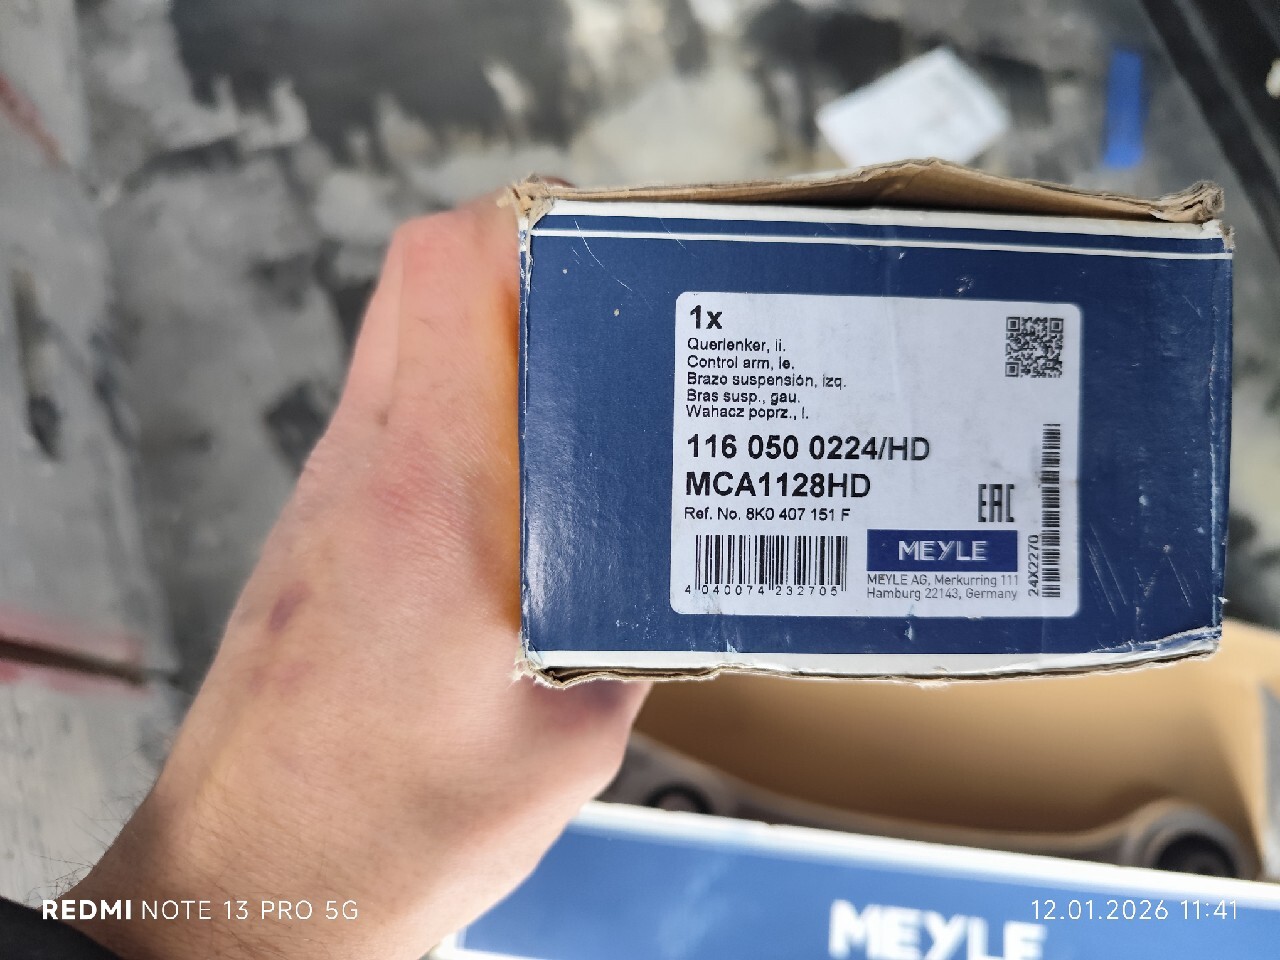 1x
Querlenker, li.
Control arm, le.
Brazo suspensión, izq.
Bras susp., gau.
Wahacz poprz., l.
116 050 0224/HD
MCA1128HD
Ref. No. 8K0 407 151 F
EAC
MEYLE
MEYLE AG, Merkurring 111
Hamburg 22143, Germany
4 040074 232705
24X2270
MEYLE
REDMI NOTE 13 PRO 5G
12.01.2026 11:41